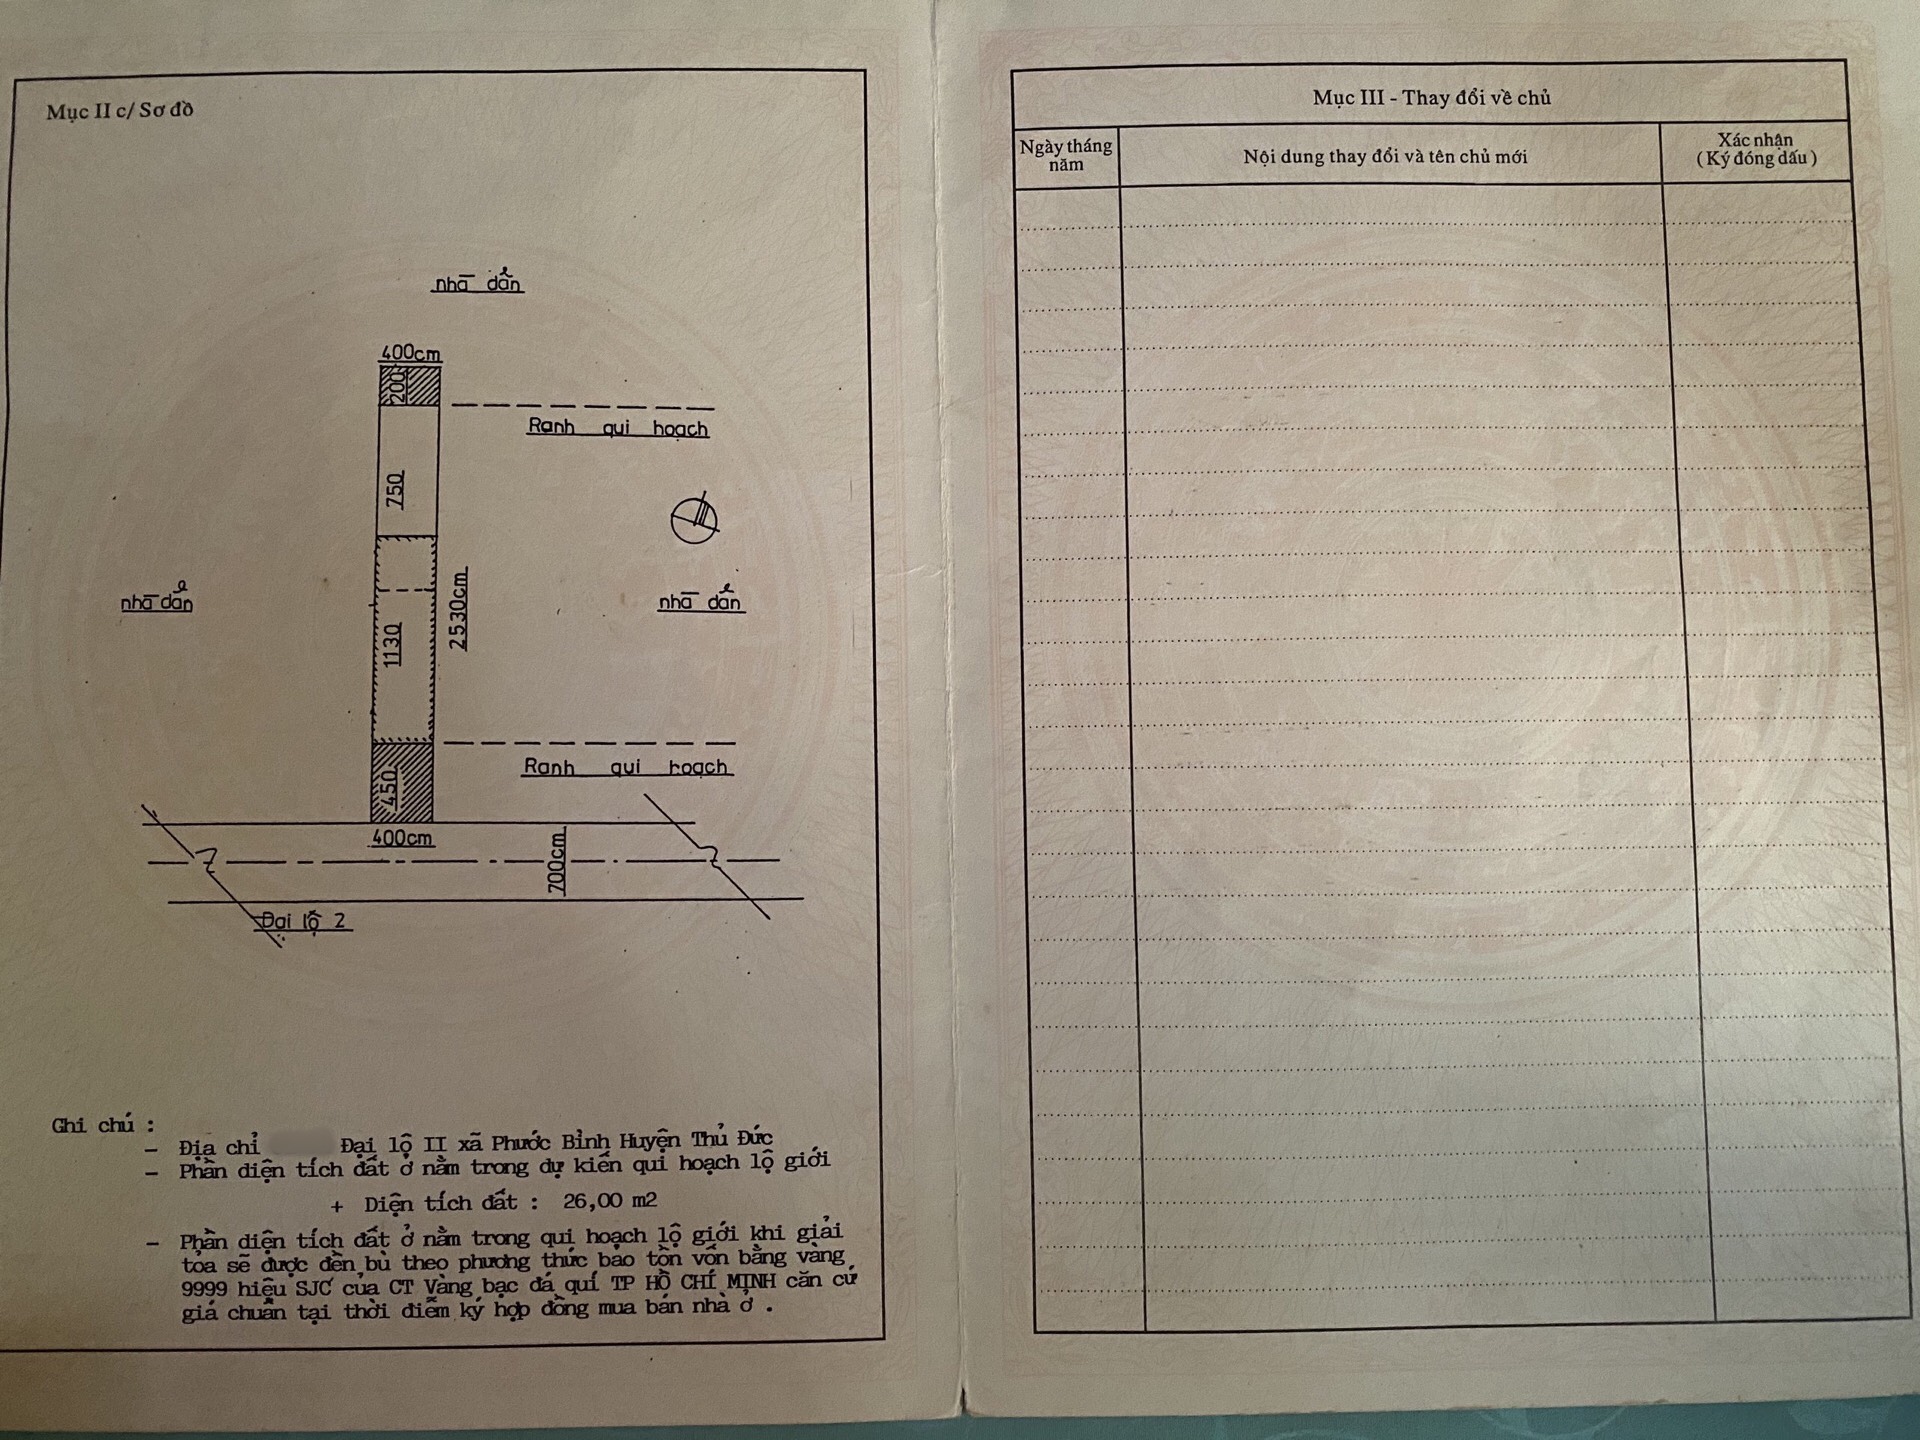 Mục II c/ Sơ đồ
nhā dân
400cm
200
Ranh qui hoạch
750
nhā dân
nhā dân
2530cm
1130
Ranh qui hoạch
450
400cm
700cm
Đại lộ 2
Ghi chú :
– Địa chỉ Đại lộ II xã Phước Bình Huyện Thủ Đức
– Phần diện tích đất ở nằm trong dự kiến qui hoạch lộ giới
+ Diện tích đất : 26,00 m2
– Phần diện tích đất ở nằm trong qui hoạch lộ giới khi giải
tỏa sẽ được đền bù theo phương thức bảo tồn vốn bằng vàng
9999 hiệu SJC của CT Vàng bạc đá quí TP HỒ CHÍ MINH căn cứ
giá chuẩn tại thời điểm ký hợp đồng mua bán nhà ở .
Mục III - Thay đổi về chủ
Ngày tháng
năm
Nội dung thay đổi và tên chủ mới
Xác nhận
( Ký đóng dấu )